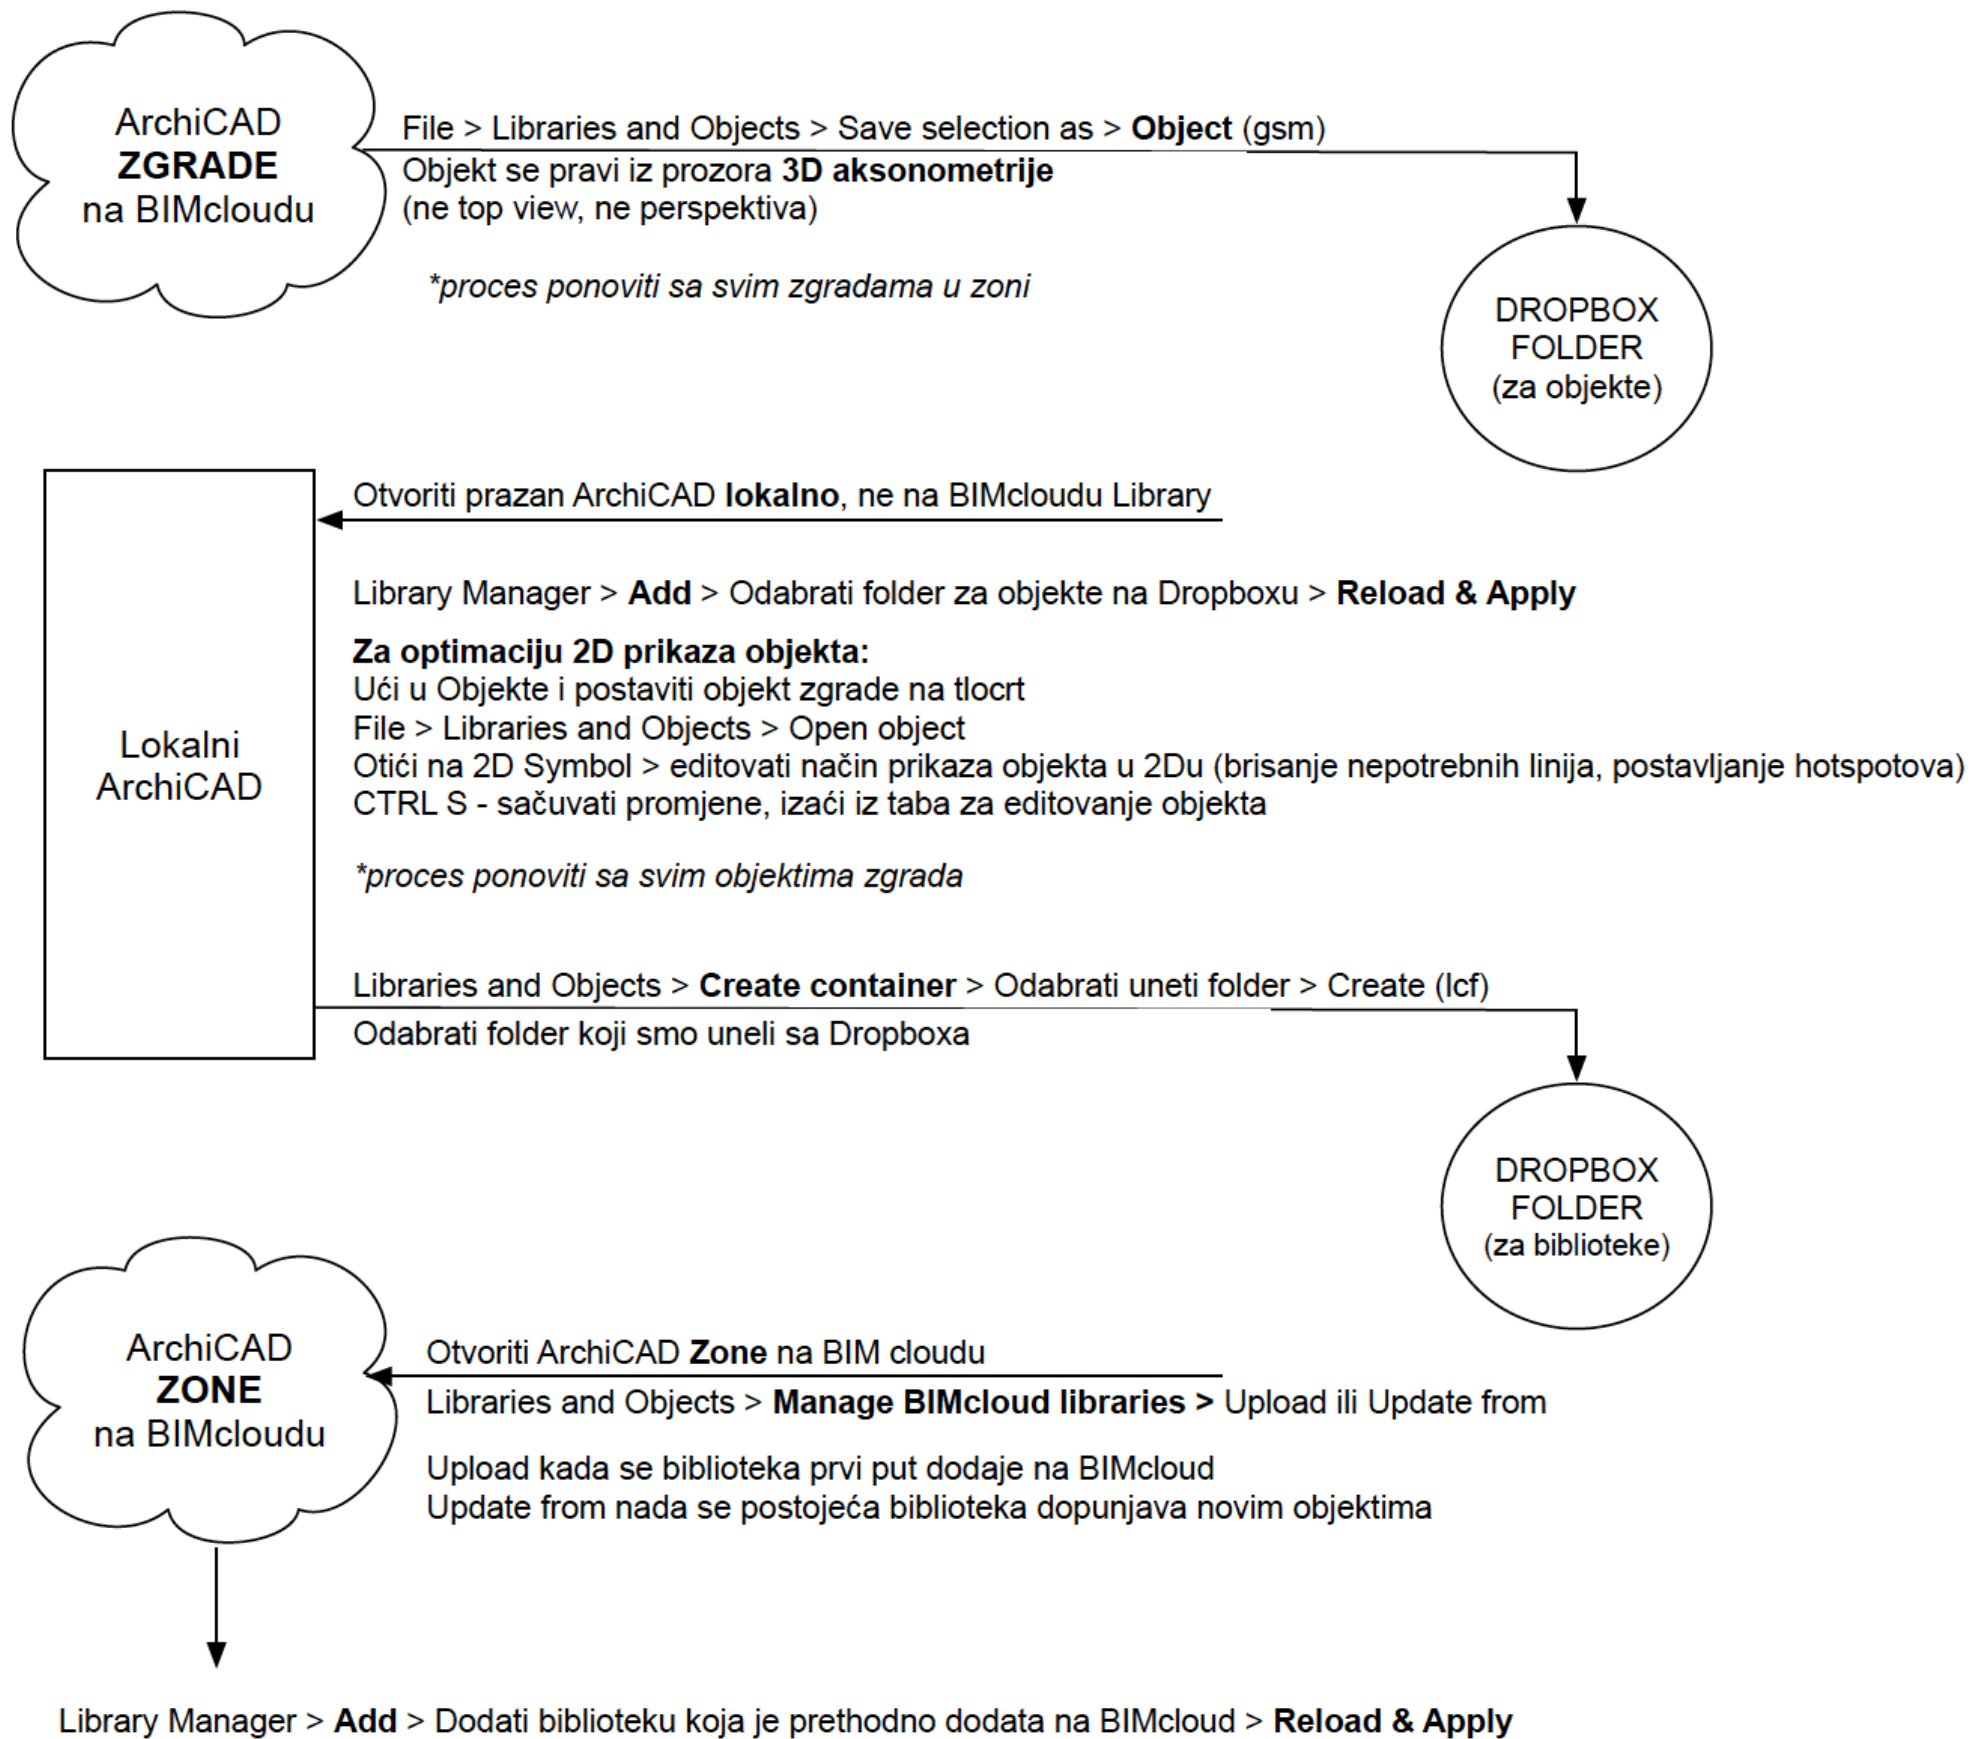 ArchiCAD
ZGRADE
na BIMcloudu
File > Libraries and Objects > Save selection as > Object (gsm)
Objekt se pravi iz prozora 3D aksonometrije
(ne top view, ne perspektiva)
*proces ponoviti sa svim zgradama u zoni
DROPBOX
FOLDER
(za objekte)
Otvoriti prazan ArchiCAD lokalno, ne na BIMcloudu Library
Library Manager > Add > Odabrati folder za objekte na Dropboxu > Reload & Apply
Za optimaciju 2D prikaza objekta:
Ući u Objekte i postaviti objekt zgrade na tlocrt
File > Libraries and Objects > Open object
Otići na 2D Symbol > editovati način prikaza objekta u 2Du (brisanje nepotrebnih linija, postavljanje hotspotova)
CTRL S - sačuvati promjene, izaći iz taba za editovanje objekta
*proces ponoviti sa svim objektima zgrada
Lokalni
ArchiCAD
Libraries and Objects > Create container > Odabrati uneti folder > Create (lcf)
Odabrati folder koji smo uneli sa Dropboxa
DROPBOX
FOLDER
(za biblioteke)
ArchiCAD
ZONE
na BIMcloudu
Otvoriti ArchiCAD Zone na BIM cloudu
Libraries and Objects > Manage BIMcloud libraries > Upload ili Update from
Upload kada se biblioteka prvi put dodaje na BIMcloud
Update from nada se postojeća biblioteka dopunjava novim objektima
Library Manager > Add > Dodati biblioteku koja je prethodno dodata na BIMcloud > Reload & Apply